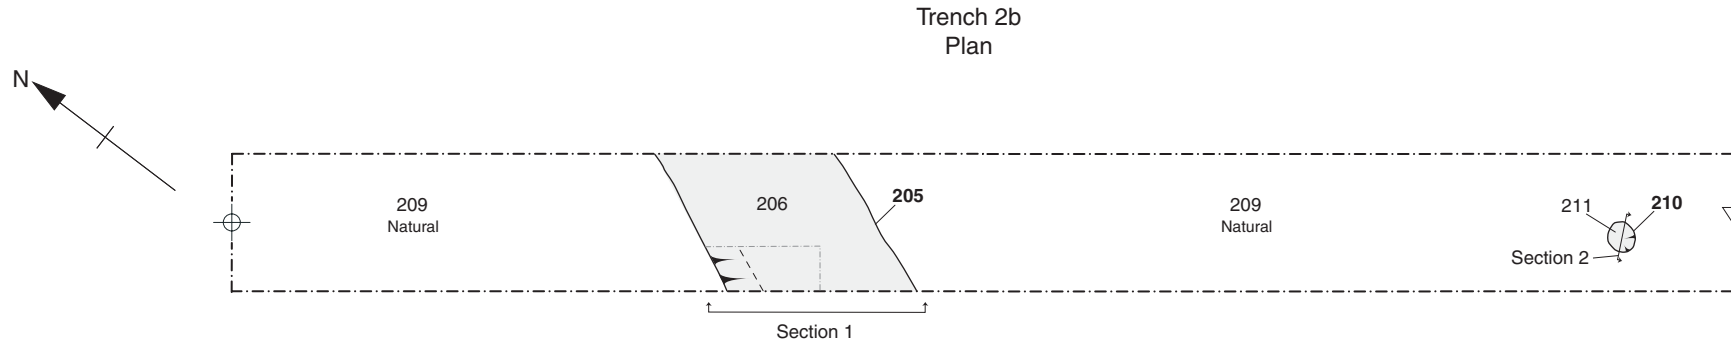 Trench 2b
Plan
N
209
Natural
206
205
209
Natural
211
210
Section 2
Section 1